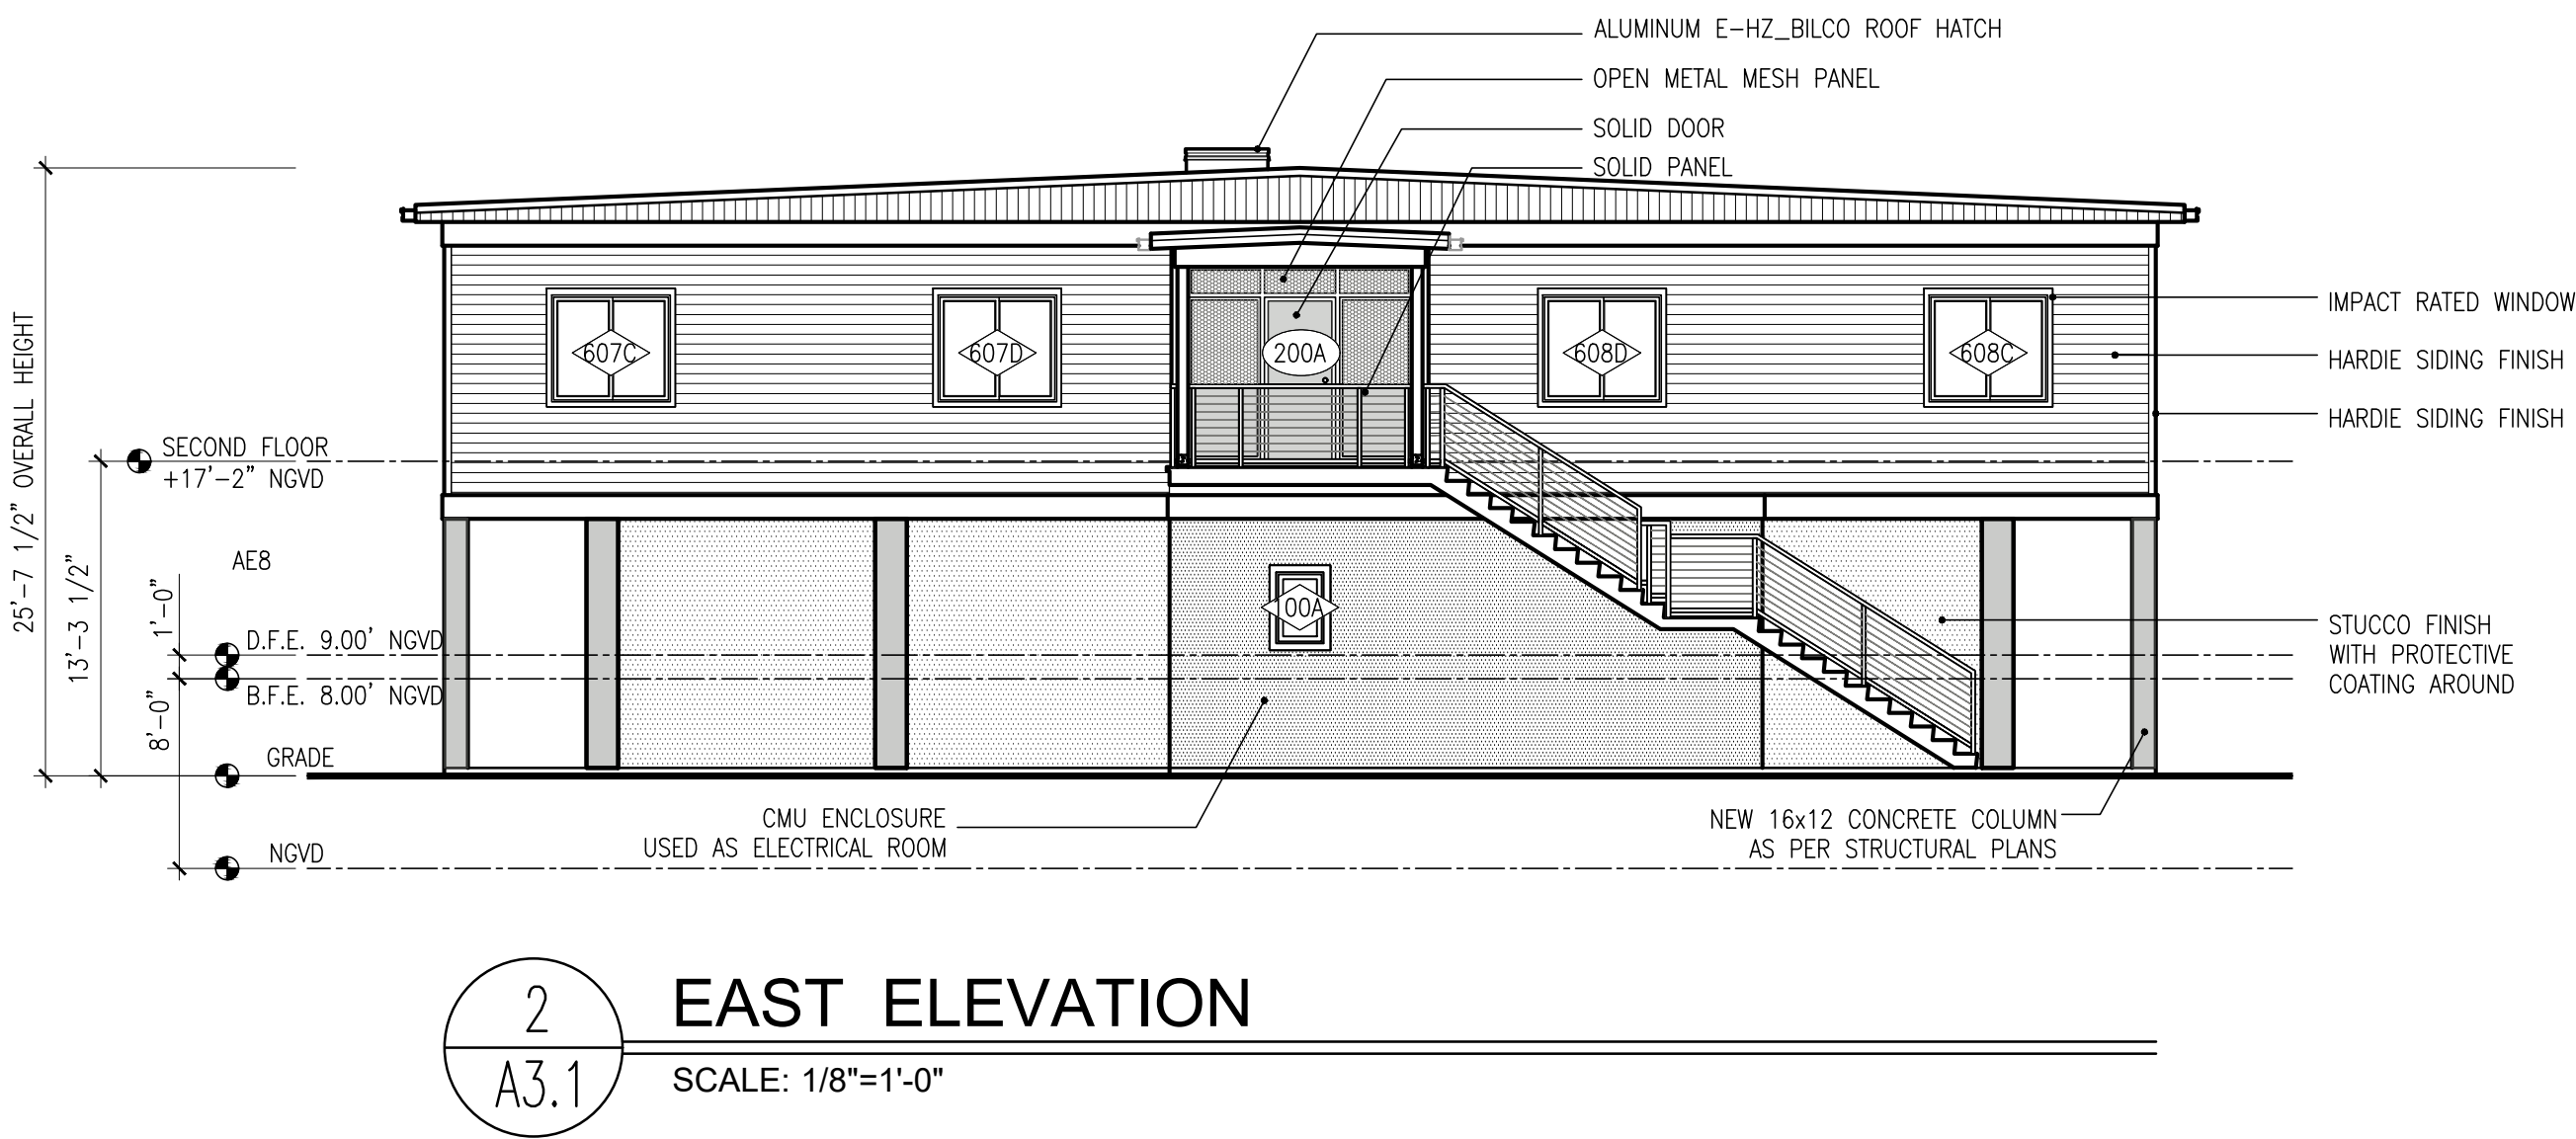 ALUMINUM E-HZ_BILCO ROOF HATCH
OPEN METAL MESH PANEL
SOLID DOOR
SOLID PANEL
IMPACT RATED WINDOW
HARDIE SIDING FINISH
HARDIE SIDING FINISH
607C
607D
200A
608D
608C
25'-7 1/2" OVERALL HEIGHT
13'-3 1/2"
SECOND FLOOR
+17'-2" NGVD
AE8
1'-0"
8'-0"
D.F.E. 9.00' NGVD
B.F.E. 8.00' NGVD
GRADE
NGVD
00A
STUCCO FINISH
WITH PROTECTIVE
COATING AROUND
CMU ENCLOSURE
USED AS ELECTRICAL ROOM
NEW 16x12 CONCRETE COLUMN
AS PER STRUCTURAL PLANS
2
A3.1
EAST ELEVATION
SCALE: 1/8"=1'-0"